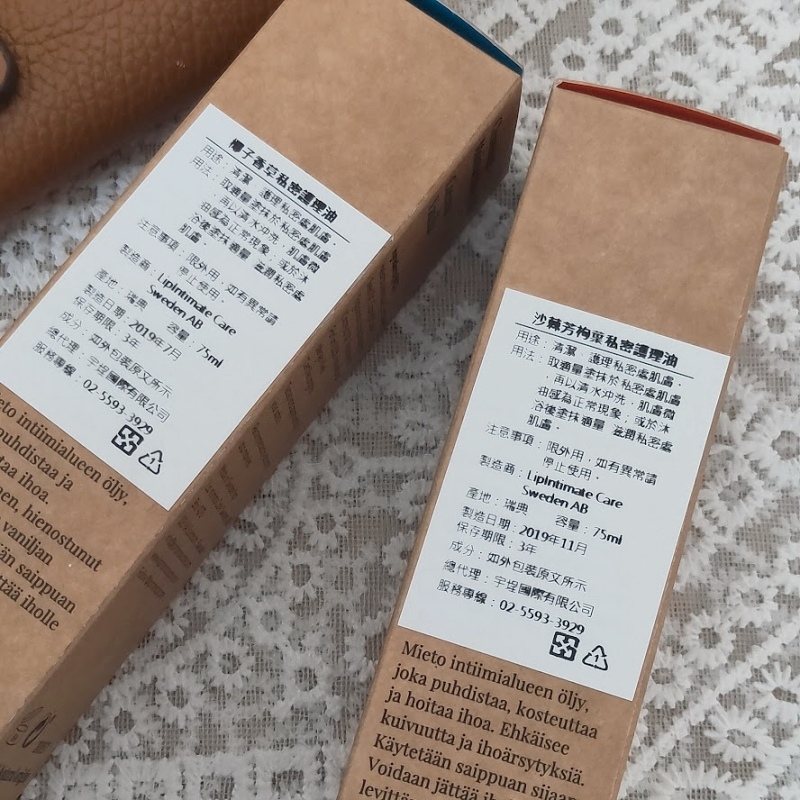 椰子香草私密護理油
用途：清潔、護理私密處肌膚。
用法：取適量塗抹於私密處肌膚
，再以清水沖洗，肌膚微
油感為正常現象；或於沐
浴後塗抹適量 滋潤私密處
肌膚。
注意事項：限外用，如有異常請
停止使用。
製造商：LipIntimate Care
Sweden AB
產地：瑞典 容量：75ml
製造日期：2019年7月
保存期限：3年
成分：如外包裝原文所示
總代理：宇堤國際有限公司
服務專線：02-5593-3929
Mieto intiimialueen öljy,
puhdistaa ja
taa ihoa.
hienostunut
vaniljan
saippuan
ttää iholle
沙棘芳枸葉私密護理油
用途：清潔、護理私密處肌膚。
用法：取適量塗抹於私密處肌膚
，再以清水沖洗，肌膚微
油感為正常現象；或於沐
浴後塗抹適量 滋潤私密處
肌膚。
注意事項：限外用，如有異常請
停止使用。
製造商：LipIntimate Care
Sweden AB
產地：瑞典 容量：75ml
製造日期：2019年11月
保存期限：3年
成分：如外包裝原文所示
總代理：宇堤國際有限公司
服務專線：02-5593-3929
1
Mieto intiimialueen öljy,
joka puhdistaa, kosteuttaa
ja hoitaa ihoa. Ehkäisee
kuivuutta ja ihoärsytyksiä.
Käytetään saippuan sijaan.
Voidaan jättää